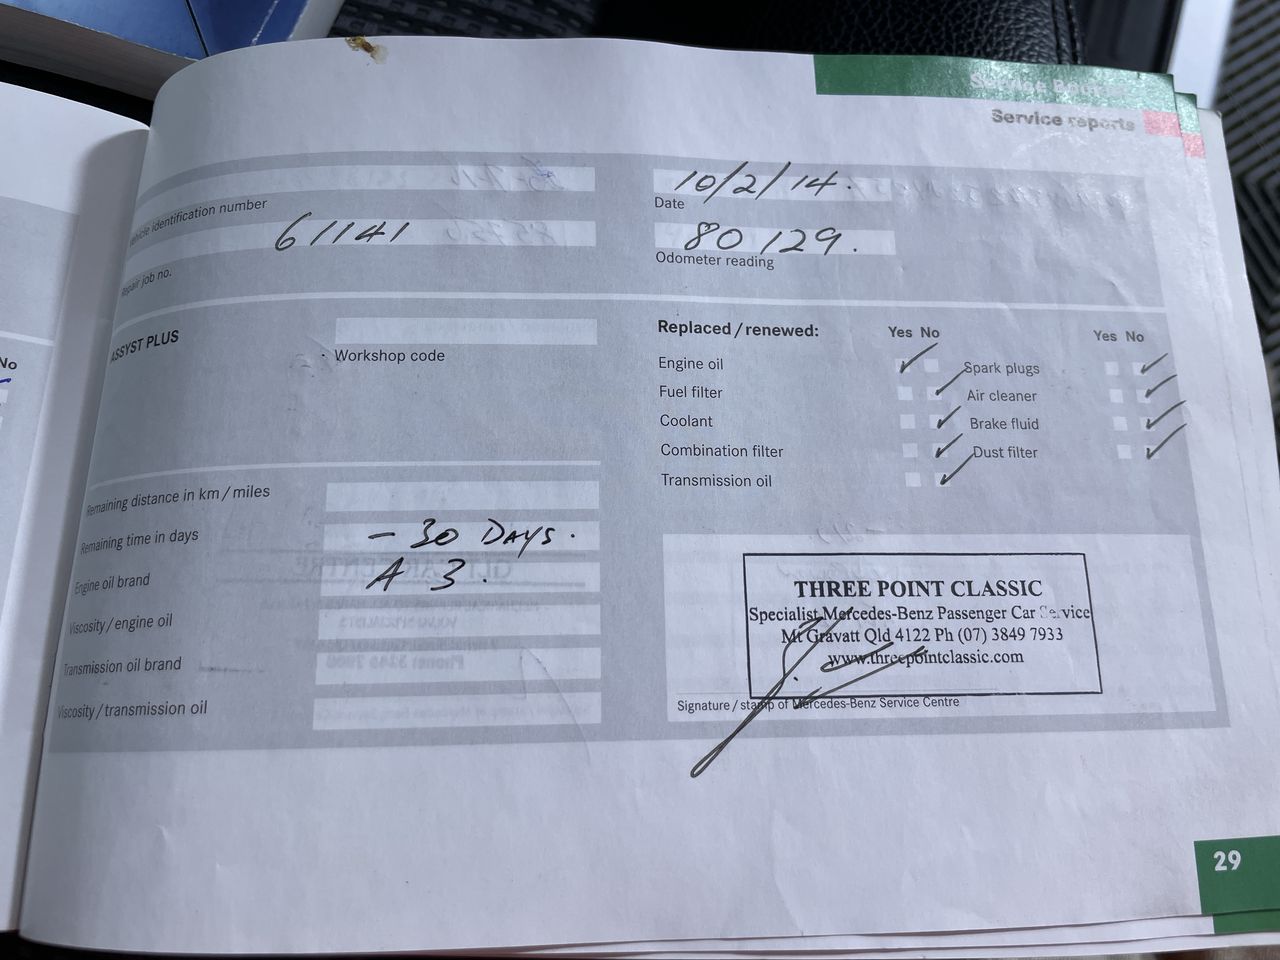 Service Booklet
Service reports
Vehicle identification number
10/2/14.
Date
61141
Repair job no.
80129.
Odometer reading
ASSYST PLUS
Workshop code
Replaced / renewed:
Yes No
Yes No
Engine oil
Spark plugs
Fuel filter
Air cleaner
Coolant
Brake fluid
Combination filter
Dust filter
Transmission oil
No
Remaining distance in km / miles
Remaining time in days
- 30 DAYS.
Engine oil brand
A 3.
Viscosity / engine oil
Transmission oil brand
Viscosity / transmission oil
THREE POINT CLASSIC
Specialist Mercedes-Benz Passenger Car Service
Mt Gravatt Qld 4122 Ph (07) 3849 7933
www.threepointclassic.com
Signature / stamp of Mercedes-Benz Service Centre
29